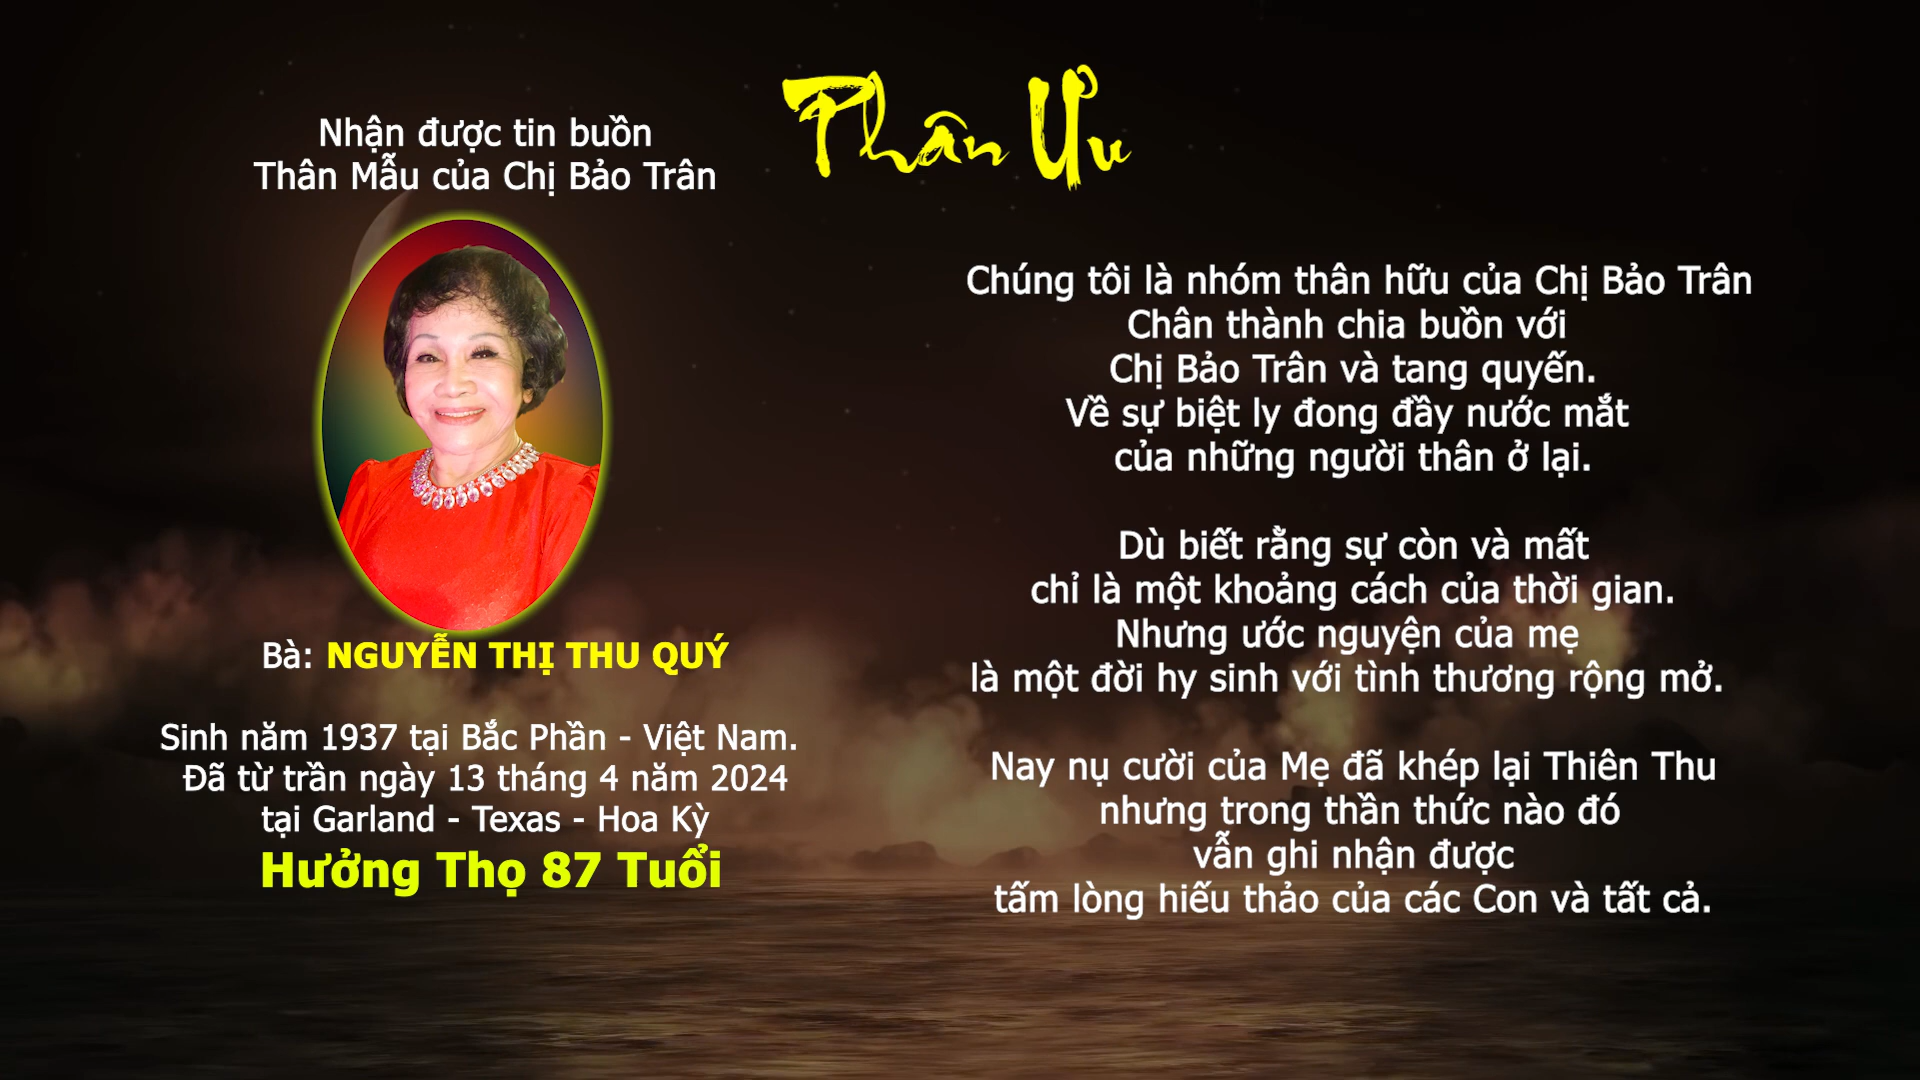 Phân Ưu
Nhận được tin buồn
Thân Mẫu của Chị Bảo Trân
Bà: NGUYỄN THỊ THU QUÝ
Sinh năm 1937 tại Bắc Phần - Việt Nam.
Đã từ trần ngày 13 tháng 4 năm 2024
tại Garland - Texas - Hoa Kỳ
Hưởng Thọ 87 Tuổi
Chúng tôi là nhóm thân hữu của Chị Bảo Trân
Chân thành chia buồn với
Chị Bảo Trân và tang quyến.
Về sự biệt ly đong đầy nước mắt
của những người thân ở lại.
Dù biết rằng sự còn và mất
chỉ là một khoảng cách của thời gian.
Nhưng ước nguyện của mẹ
là một đời hy sinh với tình thương rộng mở.
Nay nụ cười của Mẹ đã khép lại Thiên Thu
nhưng trong thần thức nào đó
vẫn ghi nhận được
tấm lòng hiếu thảo của các Con và tất cả.